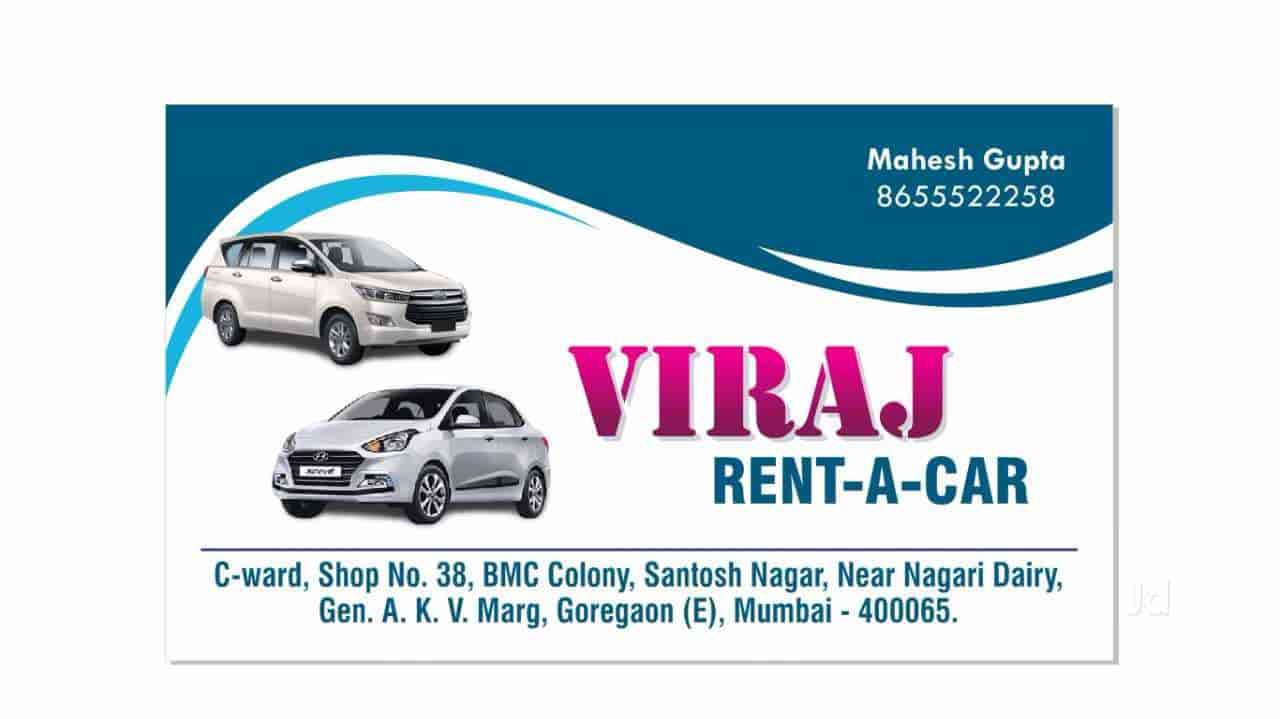 Mahesh Gupta
8655522258
VIRAJ
RENT-A-CAR
C-ward, Shop No. 38, BMC Colony, Santosh Nagar, Near Nagari Dairy,
Gen. A. K. V. Marg, Goregaon (E), Mumbai - 400065.
Jd